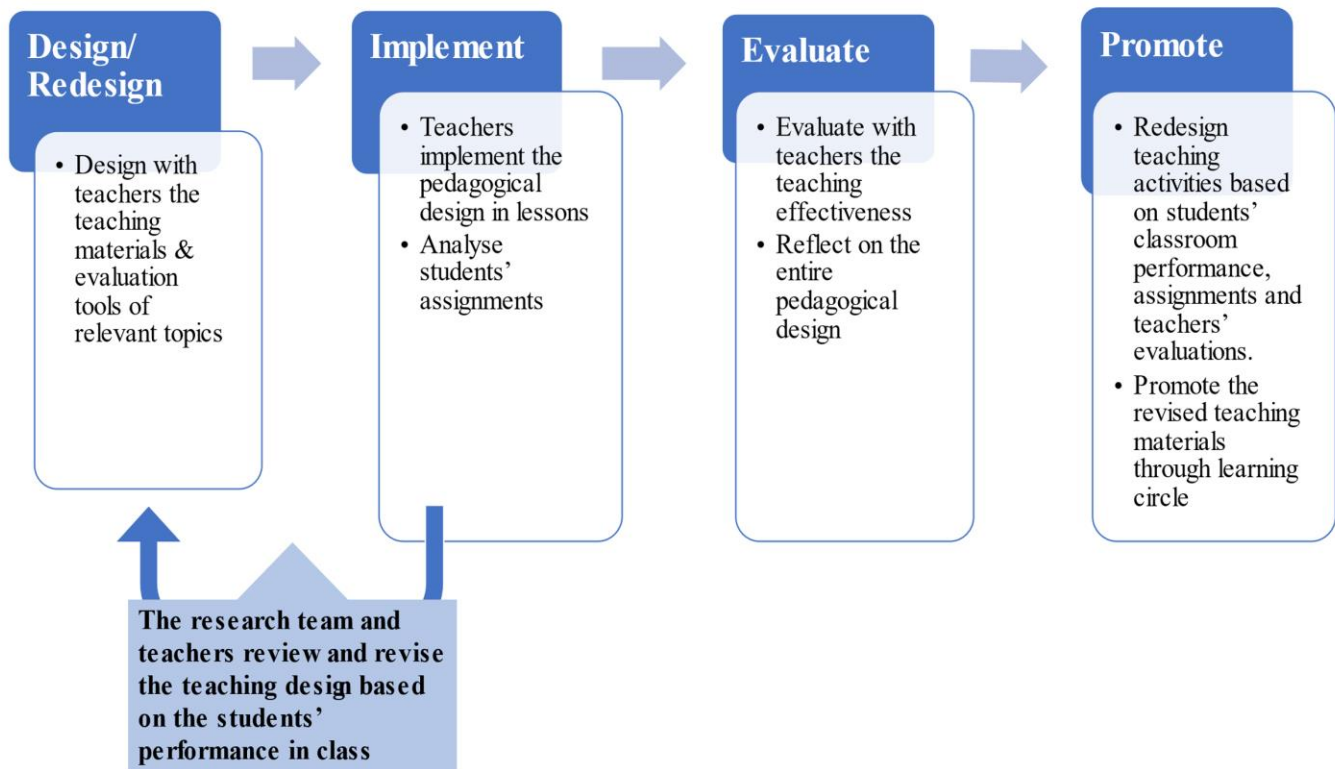 Design/
Redesign
• Design with
teachers the
teaching
materials &
evaluation
tools of
relevant topics
Implement
• Teachers
implement the
pedagogical
design in lessons
• Analyse
students’
assignments
Evaluate
• Evaluate with
teachers the
teaching
effectiveness
• Reflect on the
entire
pedagogical
design
Promote
• Redesign
teaching
activities based
on students’
classroom
performance,
assignments and
teachers’
evaluations.
• Promote the
revised teaching
materials
through learning
circle
The research team and
teachers review and revise
the teaching design based
on the students’
performance in class